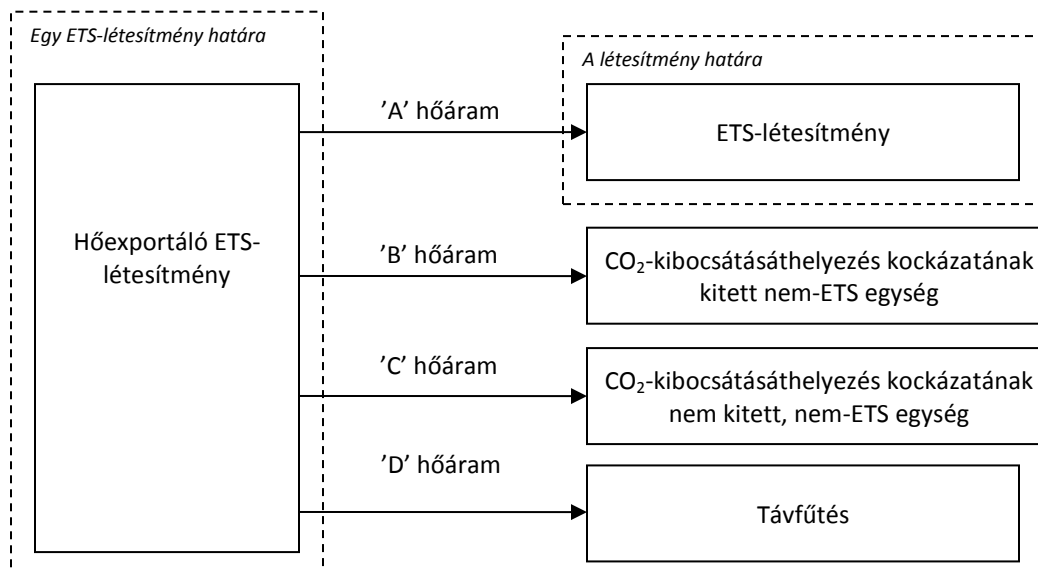 Egy ETS-létesítmény határa
A létesítmény határa
’A’ hőáram
ETS-létesítmény
Hőexportáló ETS-
létesítmény
’B’ hőáram
CO₂-kibocsátásáthelyezés kockázatának
kitett nem-ETS egység
’C’ hőáram
CO₂-kibocsátásáthelyezés kockázatának
nem kitett, nem-ETS egység
’D’ hőáram
Távfűtés